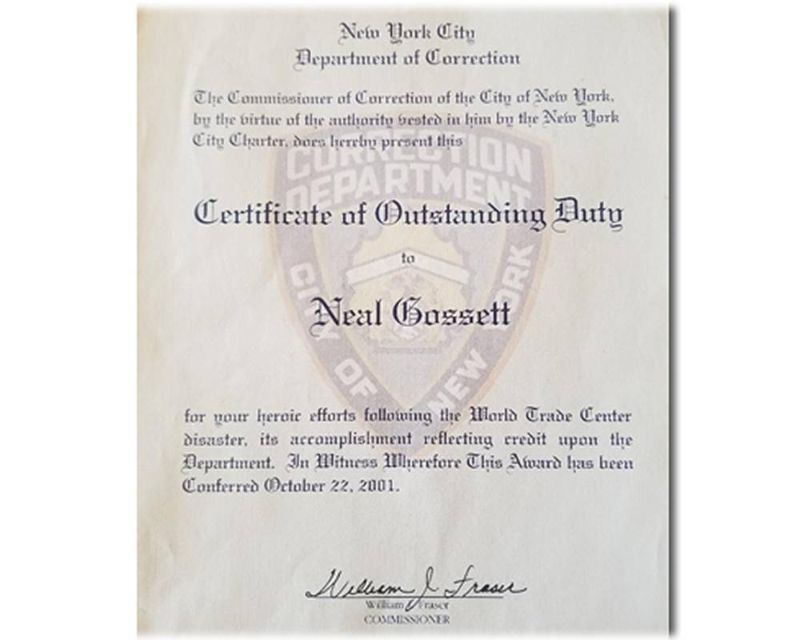 New York City
Department of Correction
The Commissioner of Correction of the City of New York,
by the virtue of the authority vested in him by the New York
City Charter, does hereby present this
CORRECTION
DEPARTMENT
Certificate of Outstanding Duty
to
Neal Gossett
CITY OF NEW YORK
for your heroic efforts following the World Trade Center
disaster, its accomplishment reflecting credit upon the
Department. In Witness Wherefore This Award has been
Conferred October 22, 2001.
William J. Fraser
William J Fraser
COMMISSIONER